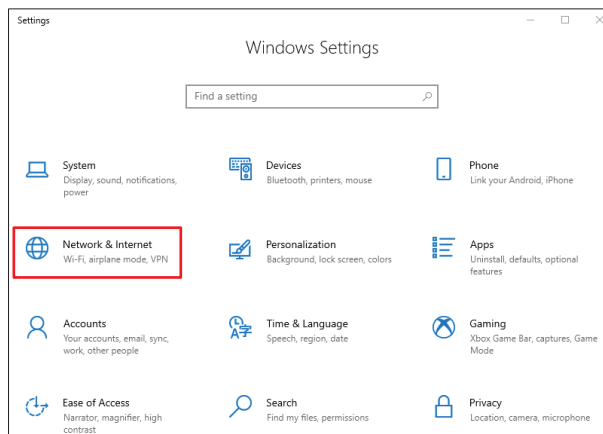 Settings
Windows Settings
Find a setting
System
Display, sound, notifications,
power
Devices
Bluetooth, printers, mouse
Phone
Link your Android, iPhone
Network & Internet
Wi-Fi, airplane mode, VPN
Personalization
Background, lock screen, colors
Apps
Uninstall, defaults, optional
features
Accounts
Your accounts, email, sync,
work, other people
Time & Language
Speech, region, date
Gaming
Xbox Game Bar, captures, Game
Mode
Ease of Access
Narrator, magnifier, high
contrast
Search
Find my files, permissions
Privacy
Location, camera, microphone